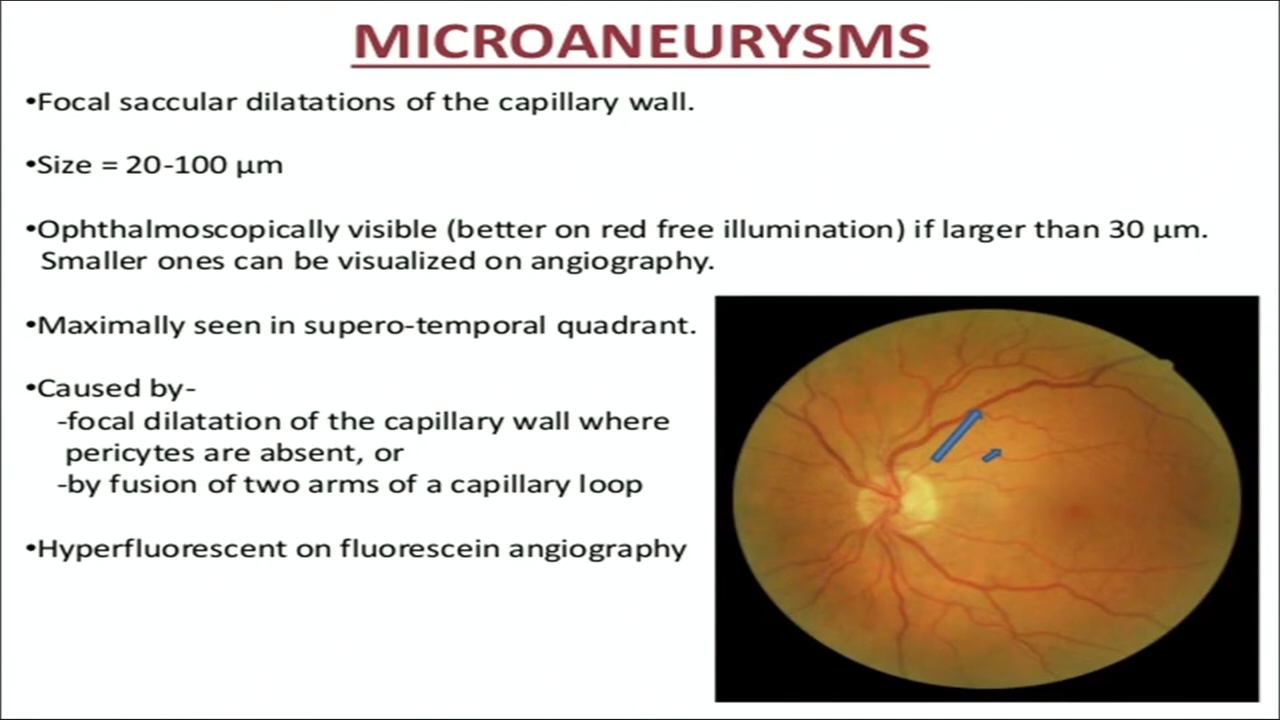 MICROANEURYSMS
•Focal saccular dilatations of the capillary wall.
•Size = 20-100 µm
•Ophthalmoscopically visible (better on red free illumination) if larger than 30 µm.
Smaller ones can be visualized on angiography.
•Maximally seen in supero-temporal quadrant.
•Caused by-
-focal dilatation of the capillary wall where
pericytes are absent, or
-by fusion of two arms of a capillary loop
•Hyperfluorescent on fluorescein angiography